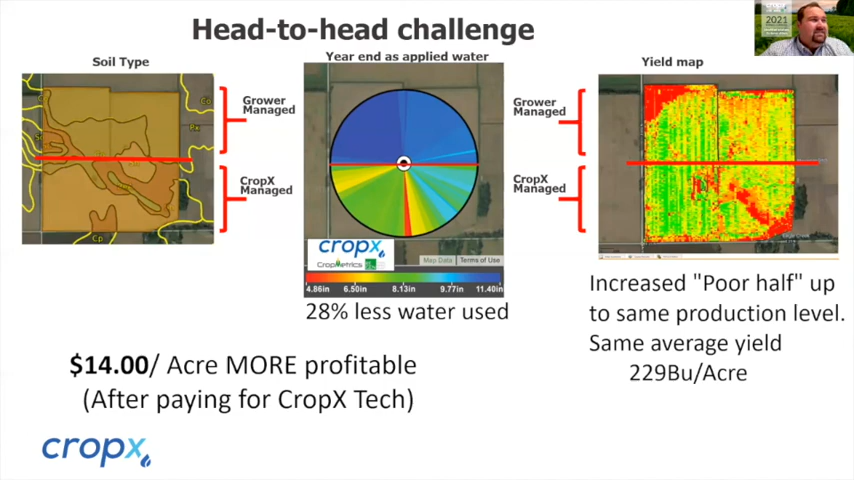 Head-to-head challenge
2021
Soil Type
Year end as applied water
Yield map
Grower
Managed
CropX
Managed
Grower
Managed
CropX
Managed
Co
Cp
cropx
CropMetrics
Map Data
Terms of Use
4.86in 6.50in 8.13in 9.77in 11.40in
28% less water used
Increased "Poor half" up
to same production level.
Same average yield
229Bu/Acre
$14.00/ Acre MORE profitable
(After paying for CropX Tech)
cropx